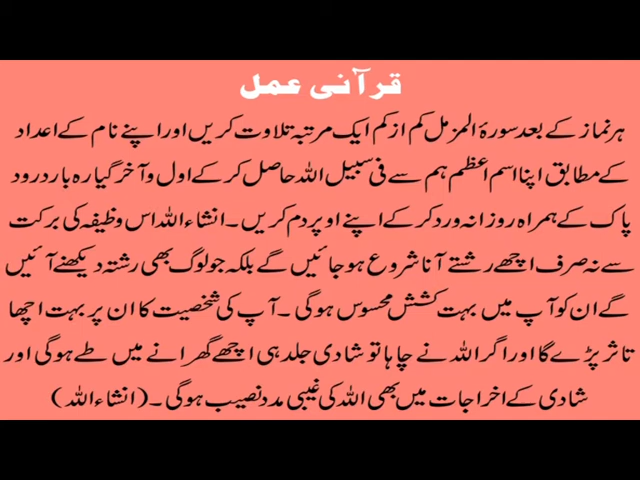 قرآنی عمل
ہر نماز کے بعد سورۂ المزمل کم از کم ایک مرتبہ تلاوت کریں اور اپنے نام کے اعداد
کے مطابق اپنا اسم اعظم ہم سے فی سبیل اللہ حاصل کر کے اول و آخر گیارہ بار درود
پاک کے ہمراہ روزانہ ورد کر کے اپنے اوپر دم کریں۔ انشاء اللہ اس وظیفہ کی برکت
سے نہ صرف اچھے رشتے آنا شروع ہو جائیں گے بلکہ جو لوگ بھی رشتہ دیکھنے آئیں
گے ان کو آپ میں بہت کشش محسوس ہوگی۔ آپ کی شخصیت کا ان پر بہت اچھا
تاثر پڑے گا اور اگر اللہ نے چاہا تو شادی جلد ہی اچھے گھرانے میں طے ہوگی اور
شادی کے اخراجات میں بھی اللہ کی غیبی مدد نصیب ہوگی۔ (انشاء اللہ)